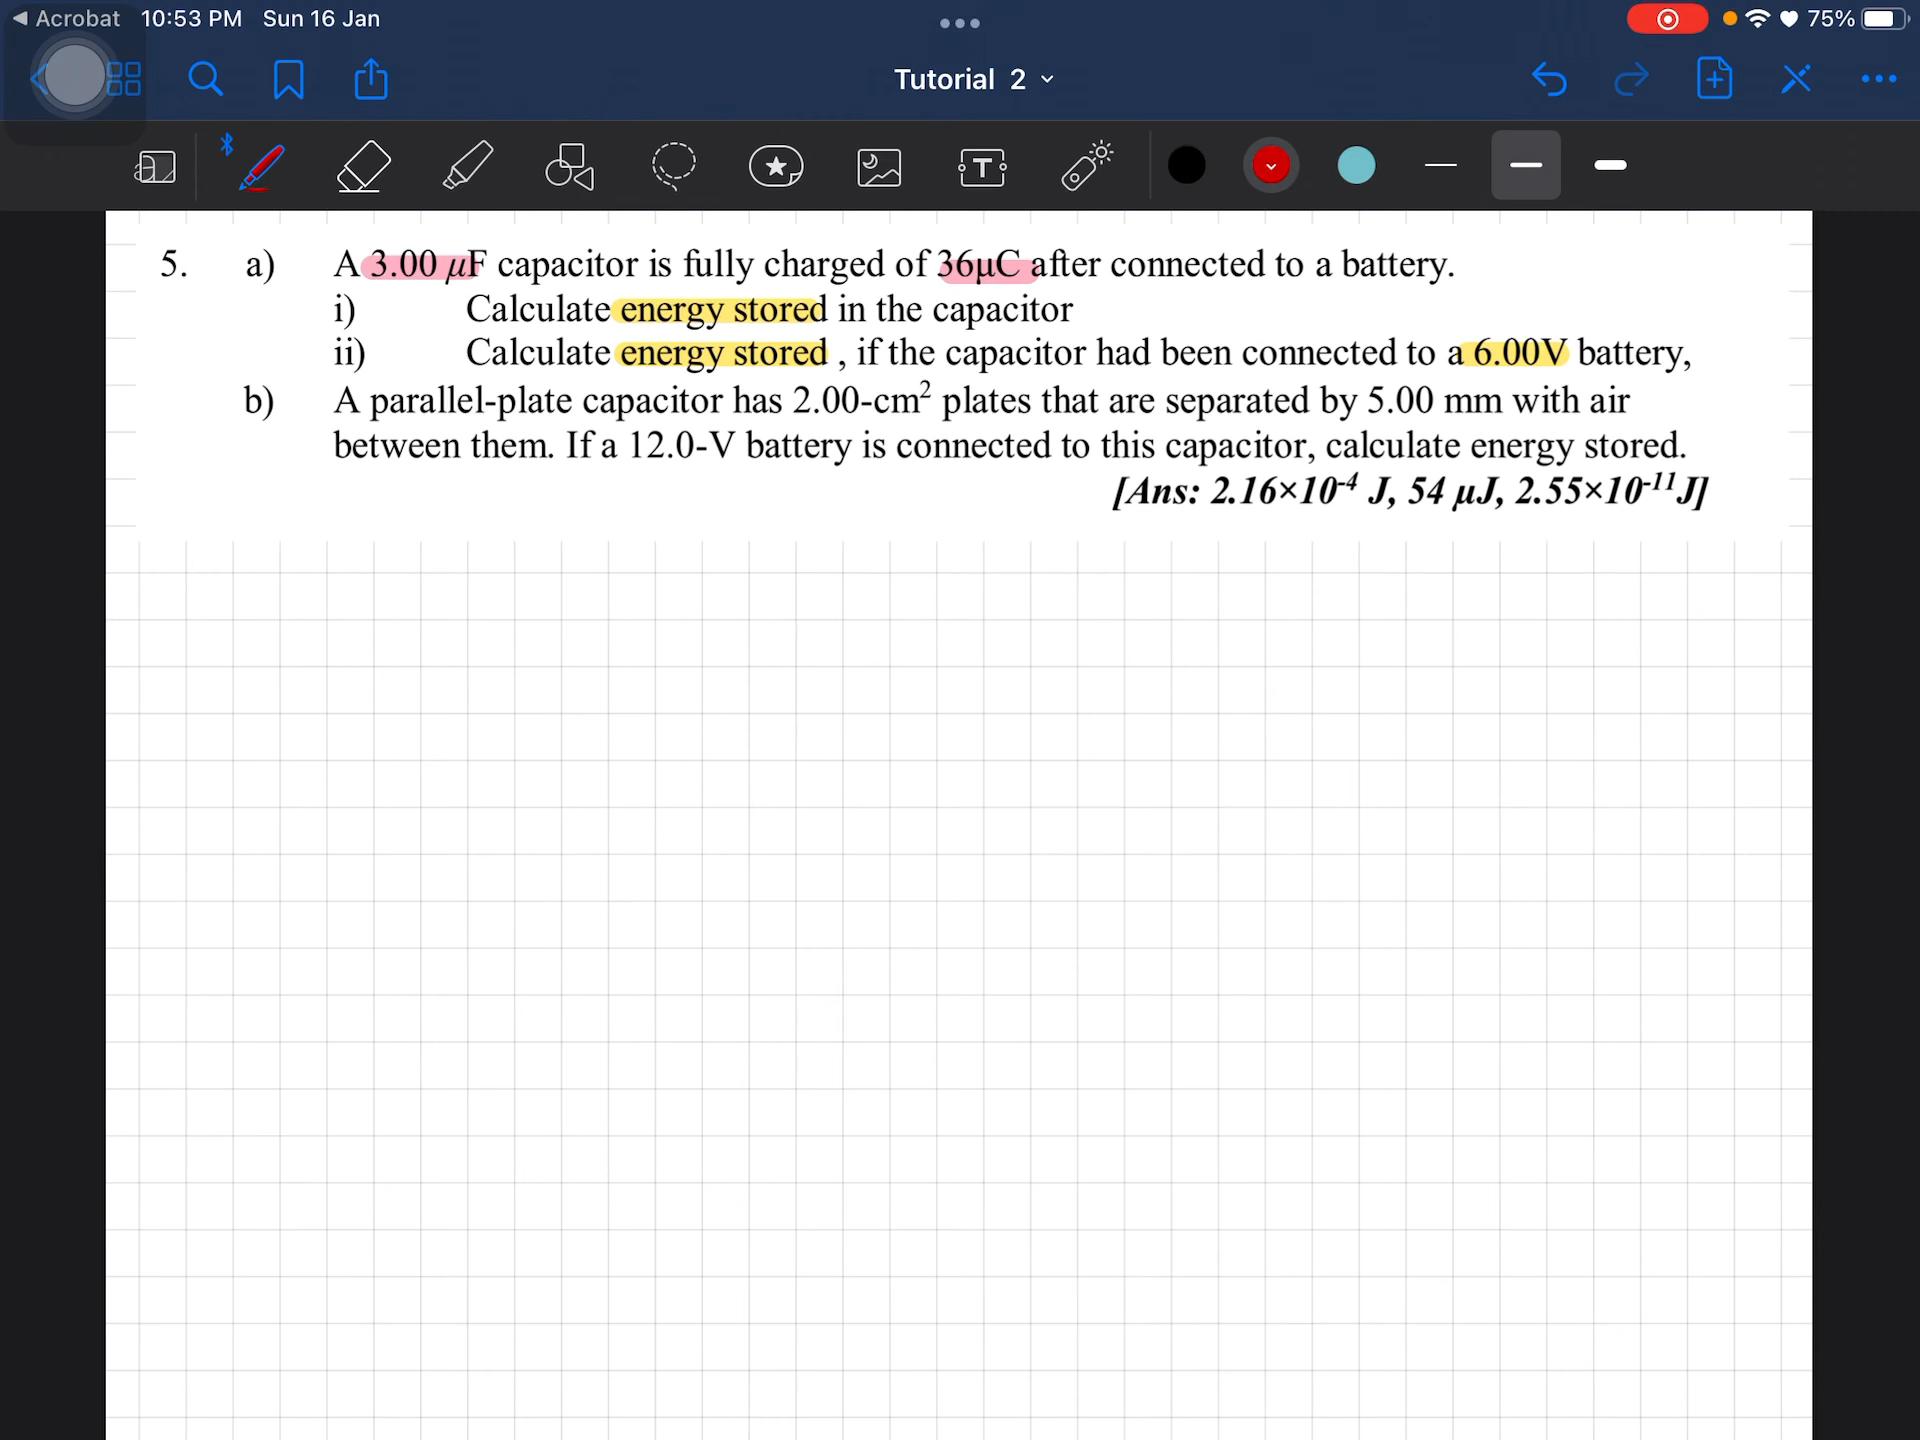 ◀ Acrobat 10:53 PM Sun 16 Jan 75%
Tutorial 2
5. a) A 3.00 μF capacitor is fully charged of 36μC after connected to a battery.
i) Calculate energy stored in the capacitor
ii) Calculate energy stored , if the capacitor had been connected to a 6.00V battery,
b) A parallel-plate capacitor has 2.00-cm² plates that are separated by 5.00 mm with air
between them. If a 12.0-V battery is connected to this capacitor, calculate energy stored.
[Ans: 2.16×10⁻⁴ J, 54 μJ, 2.55×10⁻¹¹J]